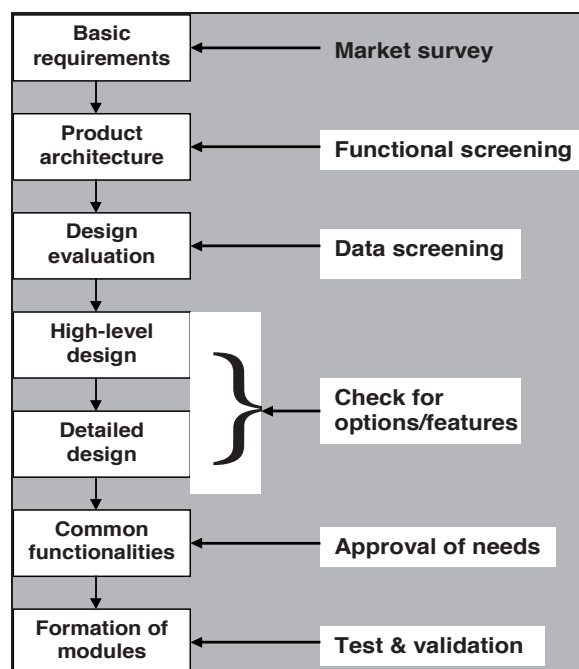 Basic
requirements
Market survey
Product
architecture
Functional screening
Design
evaluation
Data screening
High-level
design
Detailed
design
}
Check for
options/features
Common
functionalities
Approval of needs
Formation of
modules
Test & validation